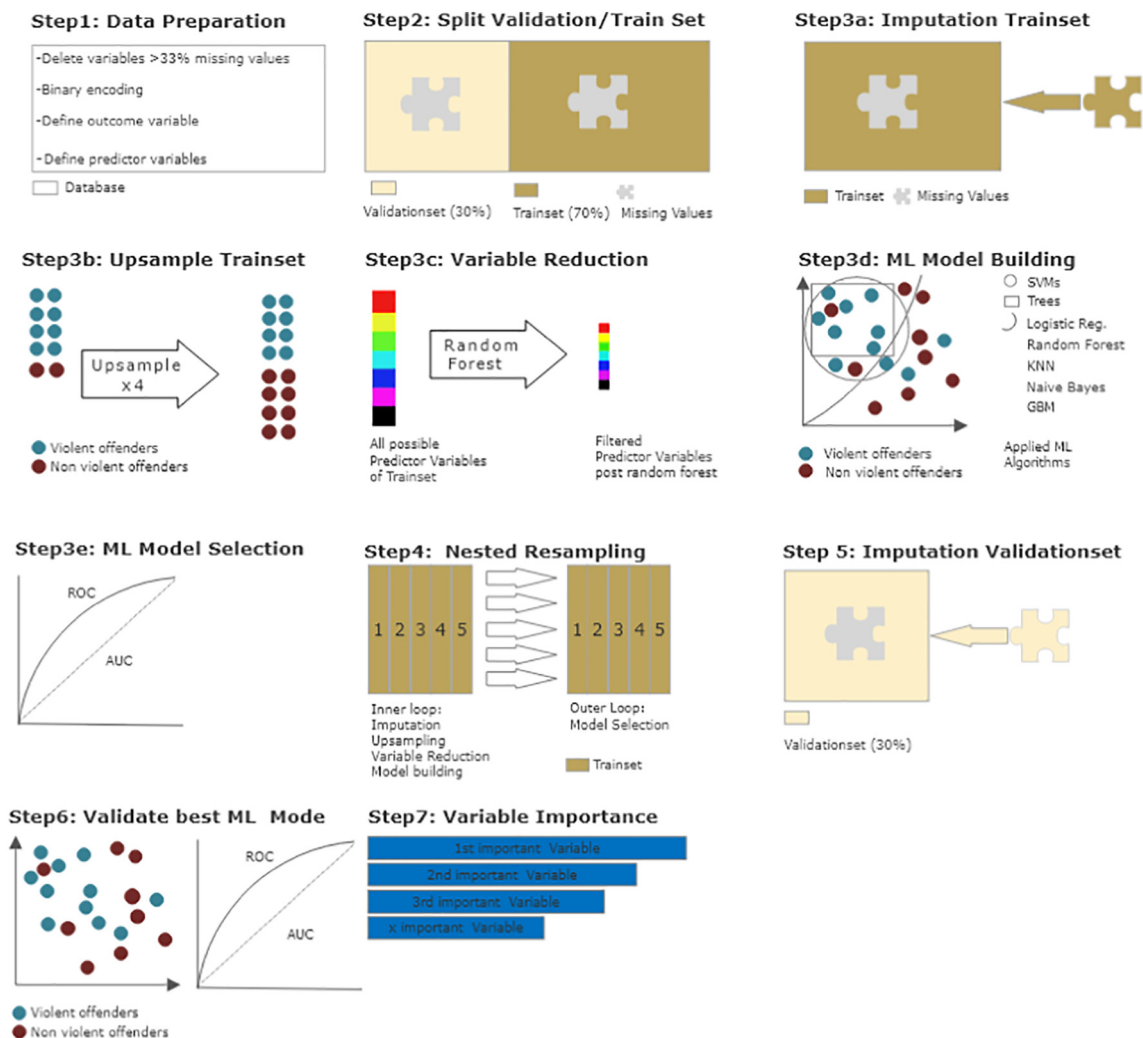 Step1: Data Preparation
-Delete variables >33% missing values
-Binary encoding
-Define outcome variable
-Define predictor variables
Database
Step2: Split Validation/Train Set
Validationset (30%)
Trainset (70%)
Missing Values
Step3a: Imputation Trainset
Trainset
Missing Values
Step3b: Upsample Trainset
Upsample
x4
Violent offenders
Non violent offenders
Step3c: Variable Reduction
Random
Forest
All possible
Predictor Variables
of Trainset
Filtered
Predictor Variables
post random forest
Step3d: ML Model Building
SVMs
Trees
Logistic Reg.
Random Forest
KNN
Naive Bayes
GBM
Applied ML
Algorithms
Violent offenders
Non violent offenders
Step3e: ML Model Selection
ROC
AUC
Step4: Nested Resampling
1 2 3 4 5
1 2 3 4 5
Inner loop:
Imputation
Upsampling
Variable Reduction
Model building
Outer Loop:
Model Selection
Trainset
Step 5: Imputation Validationset
Validationset (30%)
Step6: Validate best ML Mode
ROC
AUC
Violent offenders
Non violent offenders
Step7: Variable Importance
1st important Variable
2nd important Variable
3rd important Variable
x important Variable